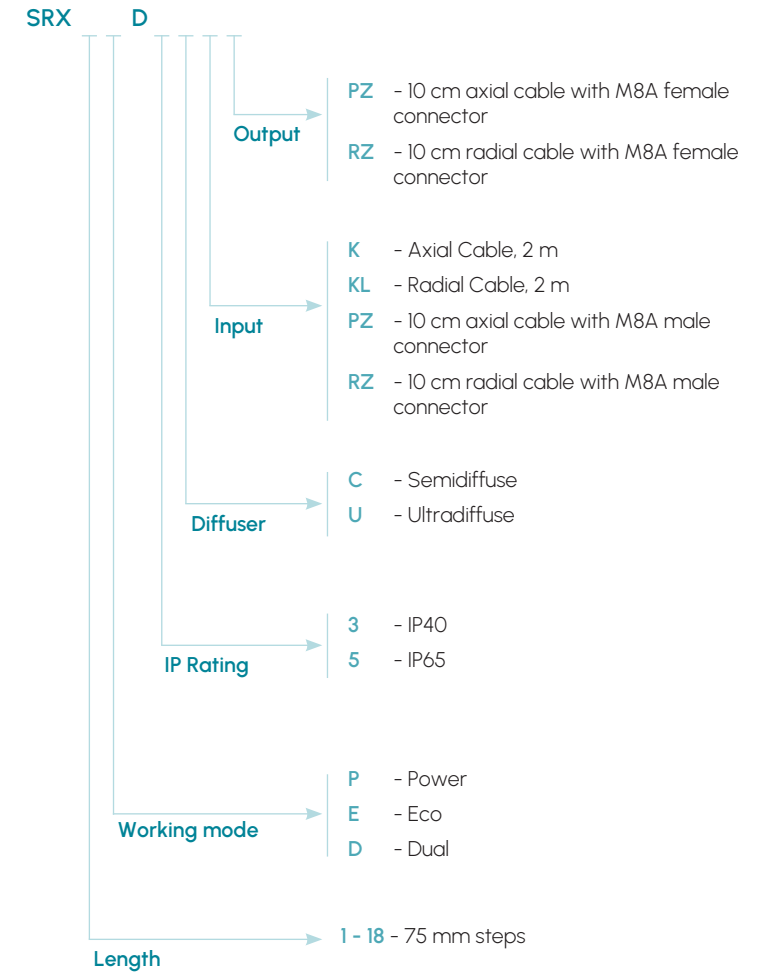 SRX D
PZ - 10 cm axial cable with M8A female
connector
Output
RZ - 10 cm radial cable with M8A female
connector
K - Axial Cable, 2 m
KL - Radial Cable, 2 m
Input
PZ - 10 cm axial cable with M8A male
connector
RZ - 10 cm radial cable with M8A male
connector
C - Semidiffuse
U - Ultradiffuse
Diffuser
3 - IP40
5 - IP65
IP Rating
P - Power
E - Eco
Working mode
D - Dual
1 - 18 - 75 mm steps
Length